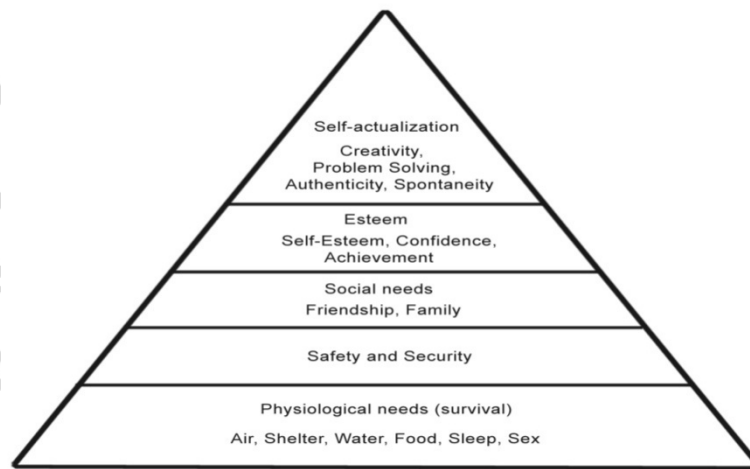 Self-actualization
Creativity,
Problem Solving,
Authenticity, Spontaneity
Esteem
Self-Esteem, Confidence,
Achievement
Social needs
Friendship, Family
Safety and Security
Physiological needs (survival)
Air, Shelter, Water, Food, Sleep, Sex